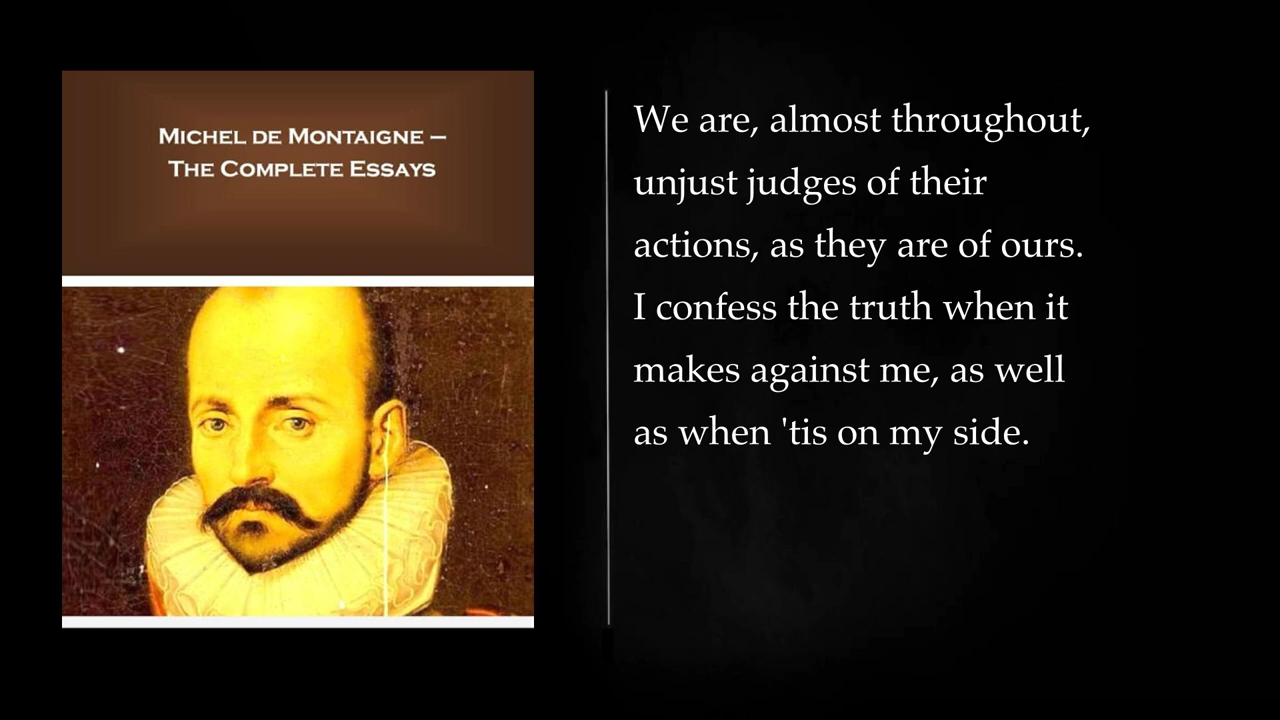 Michel de Montaigne –
The Complete Essays
We are, almost throughout,
unjust judges of their
actions, as they are of ours.
I confess the truth when it
makes against me, as well
as when 'tis on my side.